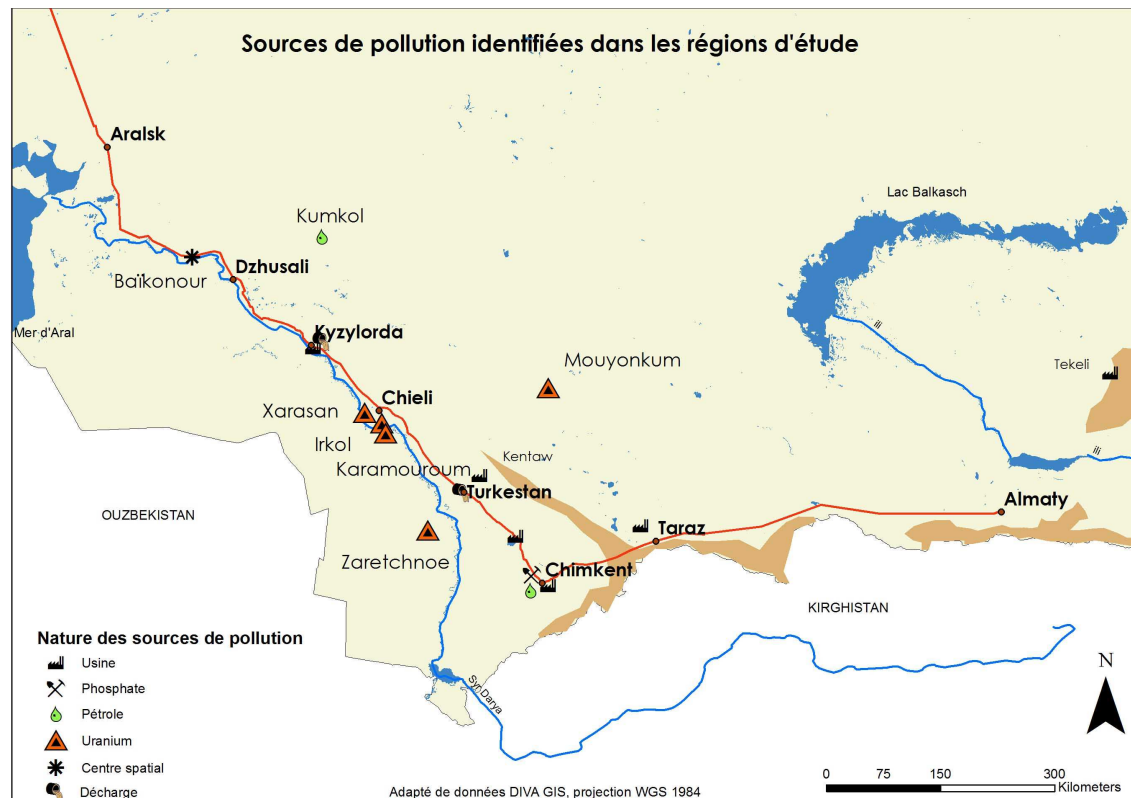 Sources de pollution identifiées dans les régions d'étude
Aralsk
Lac Balkasch
Kumkol
Baïkonour
Dzhusali
Mer d'Aral
Kyzylorda
ili
Mouyonkum
Tekeli
Xarasan
Chieli
Irkol
Karamouroum
Kentaw
ili
Turkestan
Almaty
OUZBEKISTAN
Taraz
Zaretchnoe
Chimkent
KIRGHISTAN
Nature des sources de pollution
Usine
Phosphate
Pétrole
Uranium
Centre spatial
Décharge
Syr Darya
N
0 75 150 300
Kilometers
Adapté de données DIVA GIS, projection WGS 1984